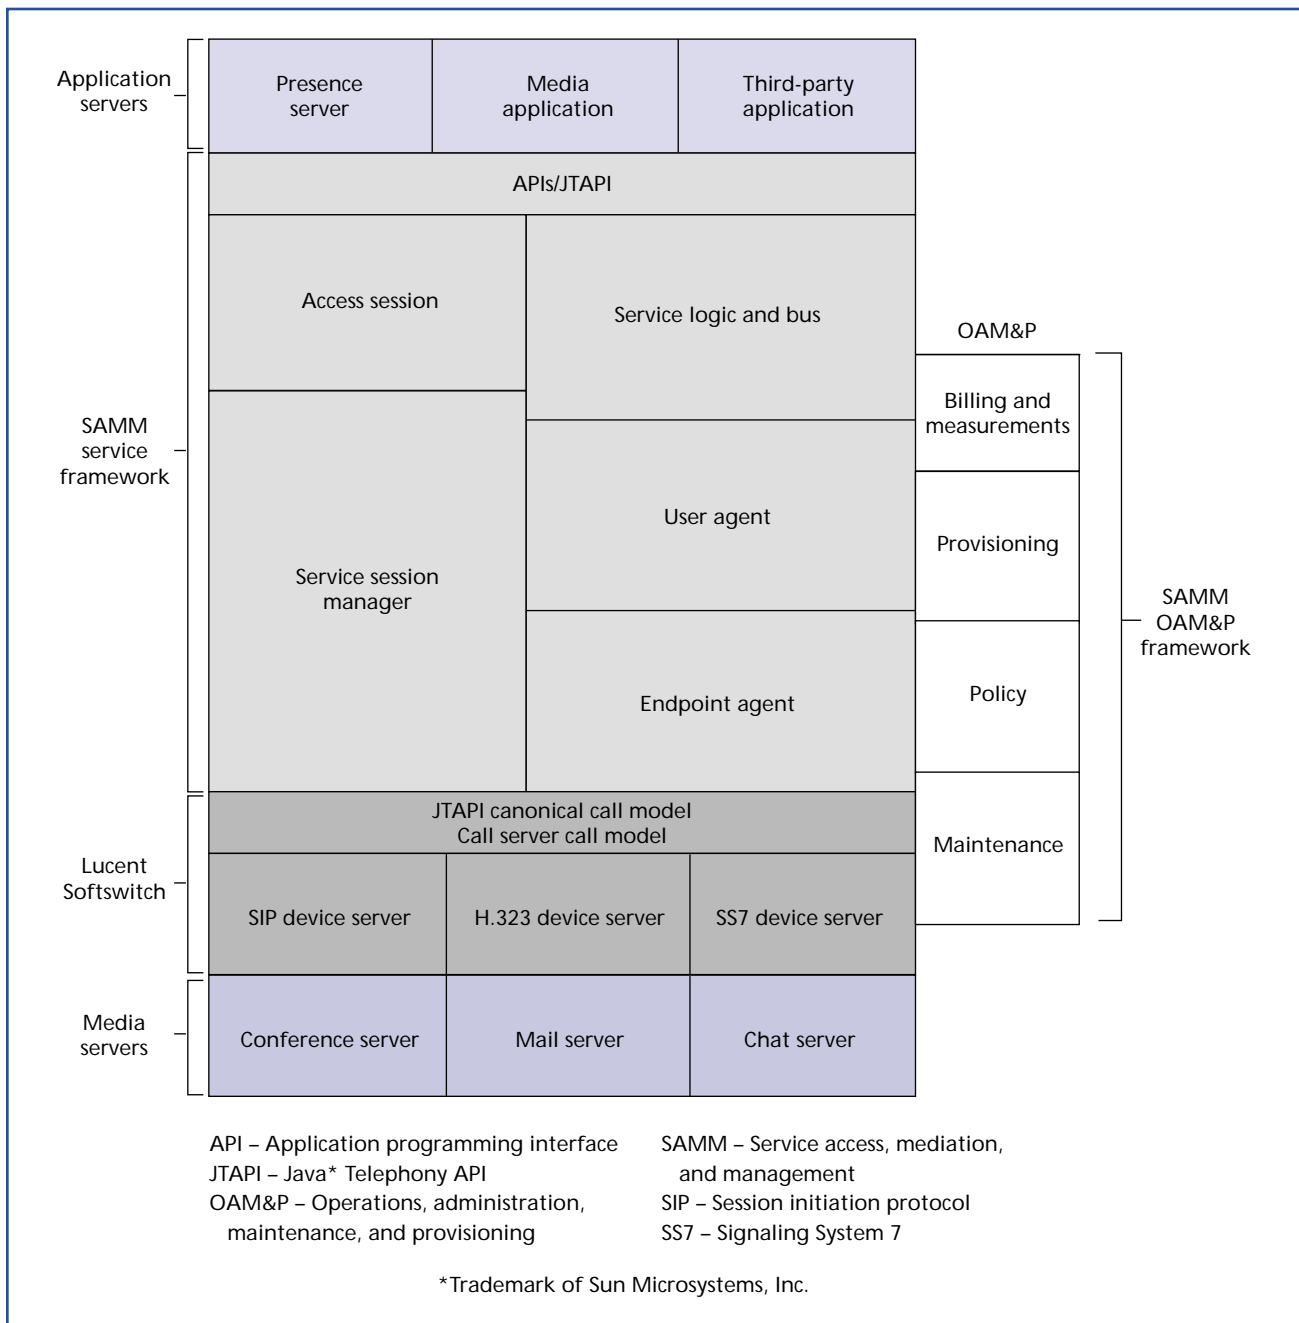 Application
servers
Presence
server
Media
application
Third-party
application
APIs/JTAPI
Access session
Service logic and bus
OAM&P
Billing and
measurements
SAMM
service
framework
User agent
Provisioning
Service session
manager
SAMM
OAM&P
framework
Endpoint agent
Policy
JTAPI canonical call model
Call server call model
Maintenance
Lucent
Softswitch
SIP device server
H.323 device server
SS7 device server
Media
servers
Conference server
Mail server
Chat server
API – Application programming interface
JTAPI – Java* Telephony API
OAM&P – Operations, administration,
maintenance, and provisioning
SAMM – Service access, mediation,
and management
SIP – Session initiation protocol
SS7 – Signaling System 7
*Trademark of Sun Microsystems, Inc.